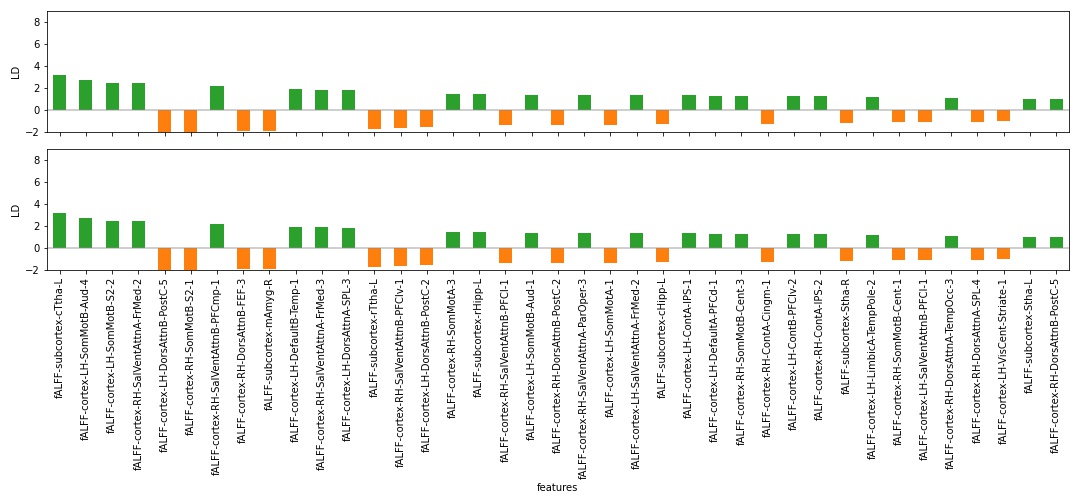 8
6
4
2
0
−2
LD
8
6
4
2
0
−2
LD
fALFF-subcortex-cTtha-L
fALFF-cortex-LH-SomMotB-Aud-4
fALFF-cortex-LH-SomMotB-S2-2
fALFF-cortex-RH-SalVentAttnA-FrMed-2
fALFF-cortex-LH-DorsAttnB-PostC-5
fALFF-cortex-RH-SomMotB-S2-1
fALFF-cortex-RH-SalVentAttnB-PFCmp-1
fALFF-cortex-RH-DorsAttnB-FEF-3
fALFF-subcortex-mAmyg-R
fALFF-cortex-LH-DefaultB-Temp-1
fALFF-cortex-RH-SalVentAttnA-FrMed-3
fALFF-cortex-LH-DorsAttnA-SPL-3
fALFF-subcortex-rTtha-L
fALFF-cortex-RH-SalVentAttnB-PFClv-1
fALFF-cortex-LH-DorsAttnB-PostC-2
fALFF-cortex-RH-SomMotA-3
fALFF-subcortex-rHipp-L
fALFF-cortex-RH-SalVentAttnB-PFCl-1
fALFF-cortex-LH-SomMotB-Aud-1
fALFF-cortex-RH-DorsAttnB-PostC-2
fALFF-cortex-RH-SalVentAttnA-ParOper-3
fALFF-cortex-LH-SomMotA-1
fALFF-cortex-LH-SalVentAttnA-FrMed-2
fALFF-subcortex-cHipp-L
fALFF-cortex-LH-ContA-IPS-1
fALFF-cortex-LH-DefaultA-PFCd-1
fALFF-cortex-RH-SomMotB-Cent-3
fALFF-cortex-RH-ContA-Cingm-1
fALFF-cortex-LH-ContB-PFClv-2
fALFF-cortex-RH-ContA-IPS-2
fALFF-subcortex-Stha-R
fALFF-cortex-LH-LimbicA-TempPole-2
fALFF-cortex-RH-SomMotB-Cent-1
fALFF-cortex-LH-SalVentAttnB-PFCl-1
fALFF-cortex-RH-DorsAttnA-TempOcc-3
fALFF-cortex-RH-DorsAttnA-SPL-4
fALFF-cortex-LH-VisCent-Striate-1
fALFF-subcortex-Stha-L
fALFF-cortex-RH-DorsAttnB-PostC-5
features